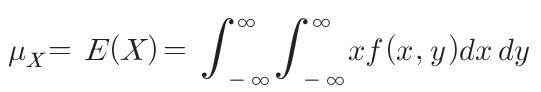 μ_X = E(X) = ∫_{-∞}^{∞} ∫_{-∞}^{∞} x f(x, y) dx dy